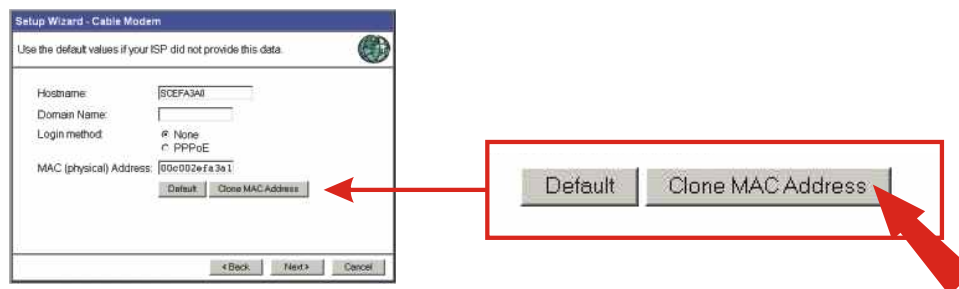 Setup Wizard - Cable Modem
Use the default values if your ISP did not provide this data.
Hostname: SCEFA3A0
Domain Name:
Login method: None
PPPoE
MAC (physical) Address: 00c002efa3a1
Default Clone MAC Address
< Back Next > Cancel
Default Clone MAC Address